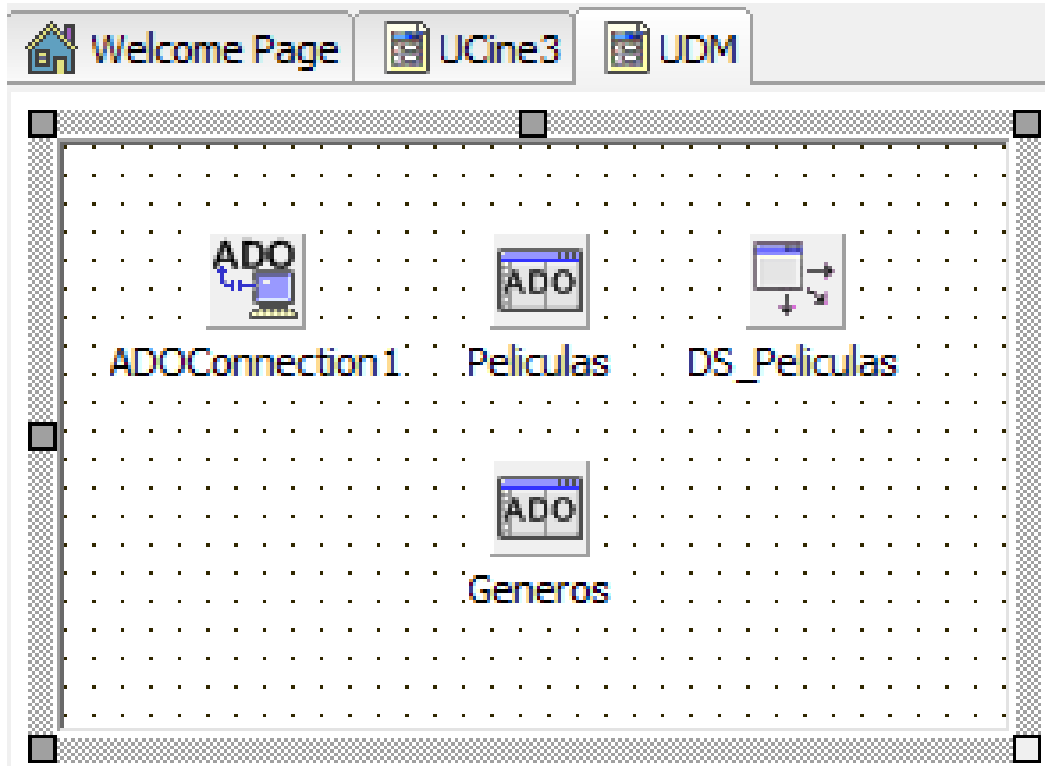 Welcome Page UCine3 UDM
ADO ADO
ADOConnection1 Peliculas DS_Peliculas
ADO
Generos